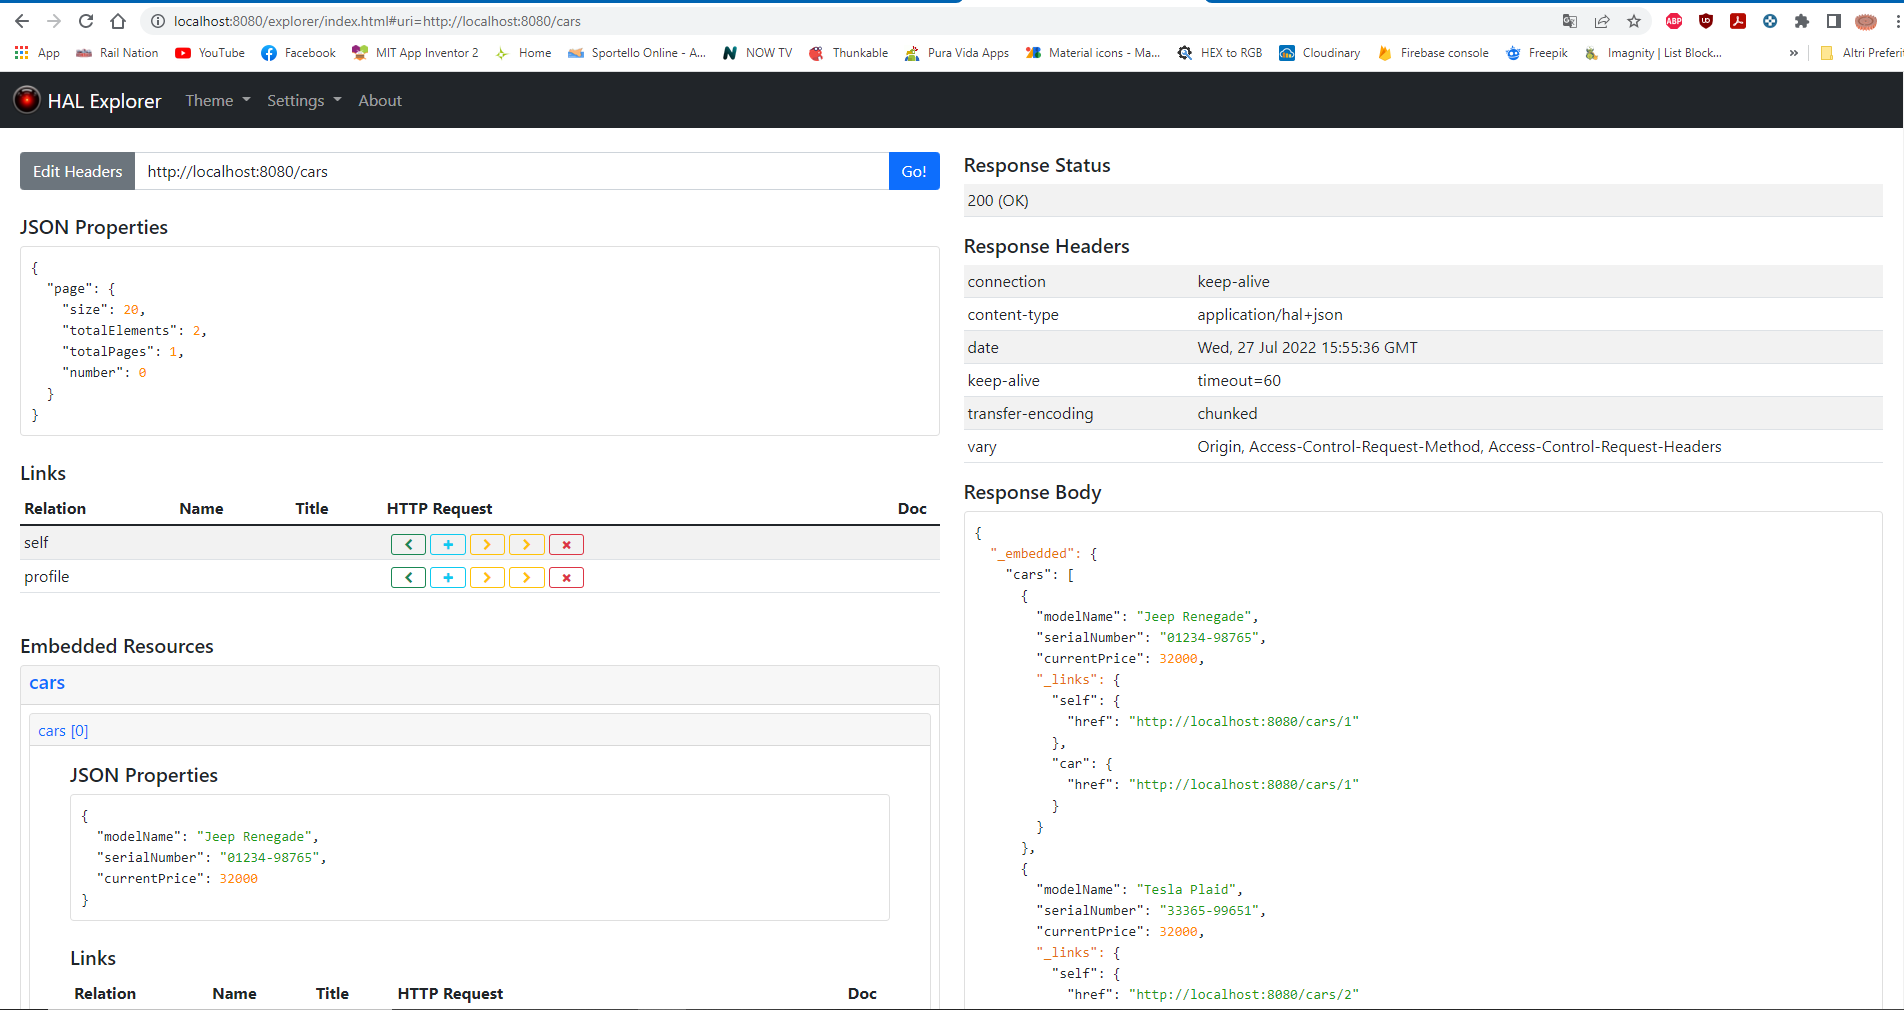 localhost:8080/explorer/index.html#uri=http://localhost:8080/cars
App Rail Nation YouTube Facebook MIT App Inventor 2 Home Sportello Online - A... NOW TV Thunkable Pura Vida Apps Material icons - Ma... HEX to RGB Cloudinary Firebase console Freepik Imagnity | List Block... » Altri Preferi
HAL Explorer Theme Settings About
Edit Headers http://localhost:8080/cars Go!
JSON Properties
{
"page": {
"size": 20,
"totalElements": 2,
"totalPages": 1,
"number": 0
}
}
Links
Relation Name Title HTTP Request Doc
self
profile
Embedded Resources
cars
cars [0]
JSON Properties
{
"modelName": "Jeep Renegade",
"serialNumber": "01234-98765",
"currentPrice": 32000
}
Links
Relation Name Title HTTP Request Doc
Response Status
200 (OK)
Response Headers
connection keep-alive
content-type application/hal+json
date Wed, 27 Jul 2022 15:55:36 GMT
keep-alive timeout=60
transfer-encoding chunked
vary Origin, Access-Control-Request-Method, Access-Control-Request-Headers
Response Body
{
"_embedded": {
"cars": [
{
"modelName": "Jeep Renegade",
"serialNumber": "01234-98765",
"currentPrice": 32000,
"_links": {
"self": {
"href": "http://localhost:8080/cars/1"
},
"car": {
"href": "http://localhost:8080/cars/1"
}
}
},
{
"modelName": "Tesla Plaid",
"serialNumber": "33365-99651",
"currentPrice": 32000,
"_links": {
"self": {
"href": "http://localhost:8080/cars/2"